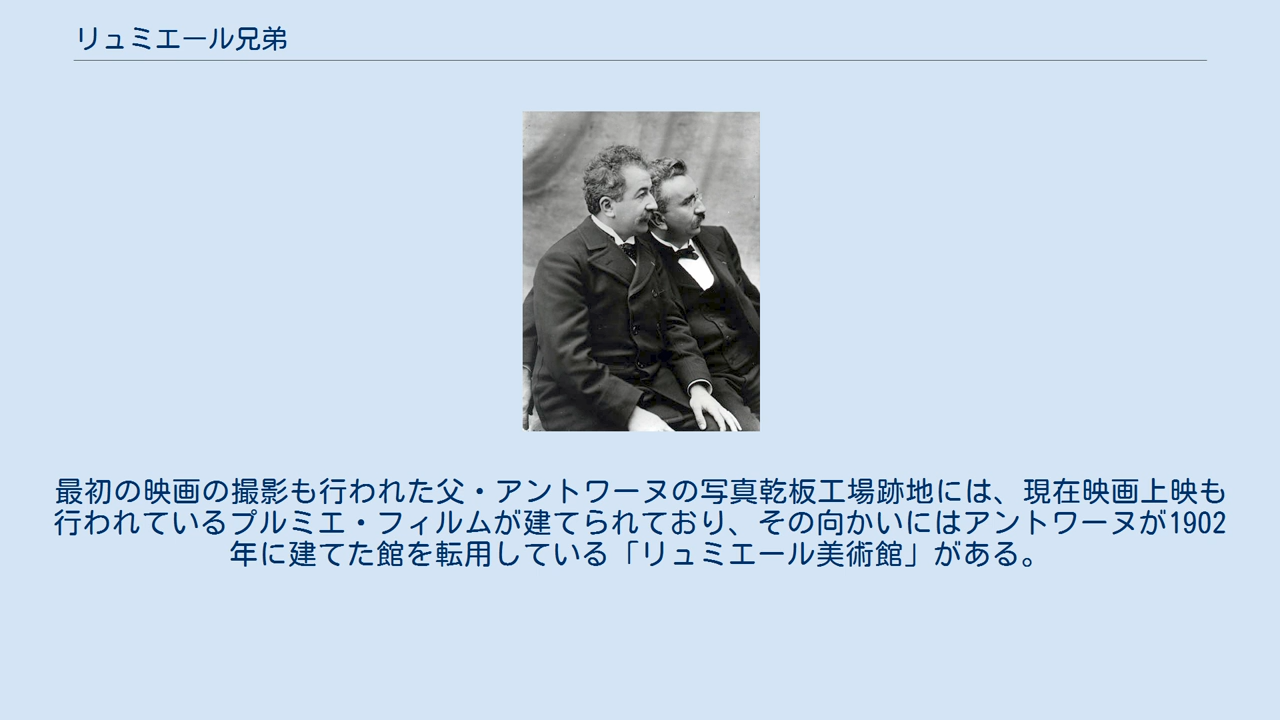 リュミエール兄弟
最初の映画の撮影も行われた父・アントワーヌの写真乾板工場跡地には、現在映画上映も
行われているプルミエ・フィルムが建てられており、その向かいにはアントワーヌが1902
年に建てた館を転用している「リュミエール美術館」がある。